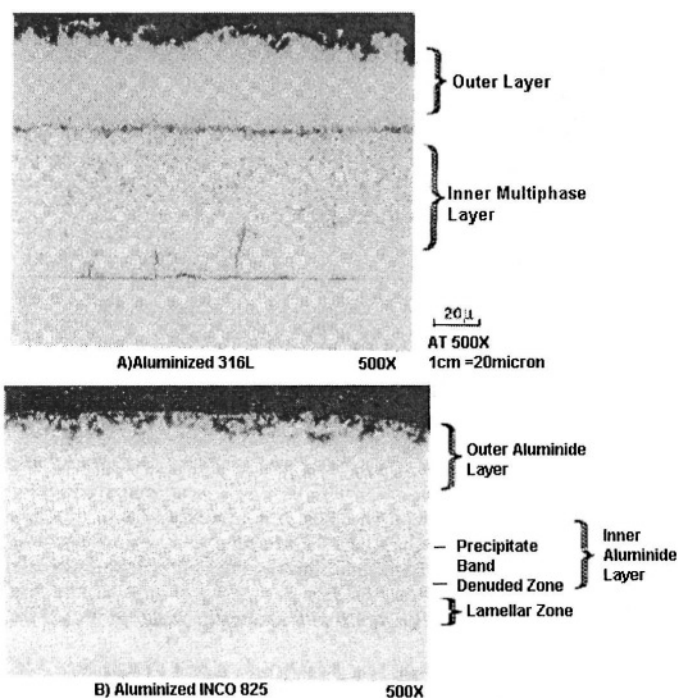 Outer Layer
Inner Multiphase
Layer
20μ
AT 500X
1cm =20micron
A)Aluminized 316L 500X
Outer Aluminide
Layer
Precipitate
Band
Denuded Zone
Inner
Aluminide
Layer
Lamellar Zone
B) Aluminized INCO 825 500X